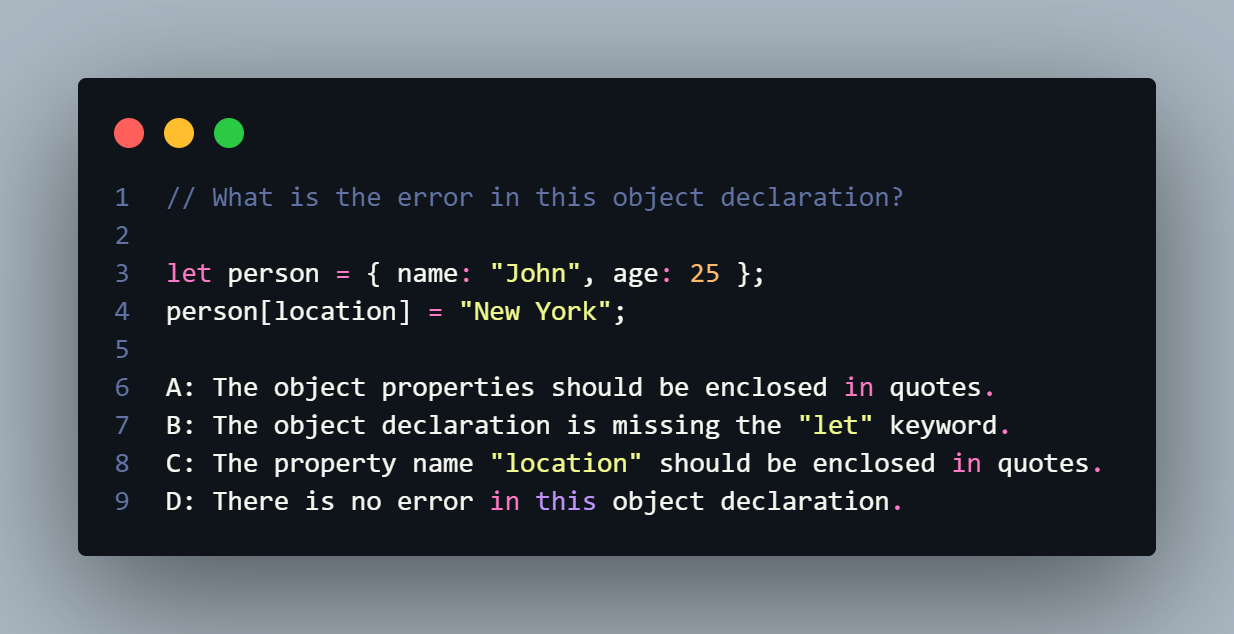 1 // What is the error in this object declaration?
2
3 let person = { name: "John", age: 25 };
4 person[location] = "New York";
5
6 A: The object properties should be enclosed in quotes.
7 B: The object declaration is missing the "let" keyword.
8 C: The property name "location" should be enclosed in quotes.
9 D: There is no error in this object declaration.